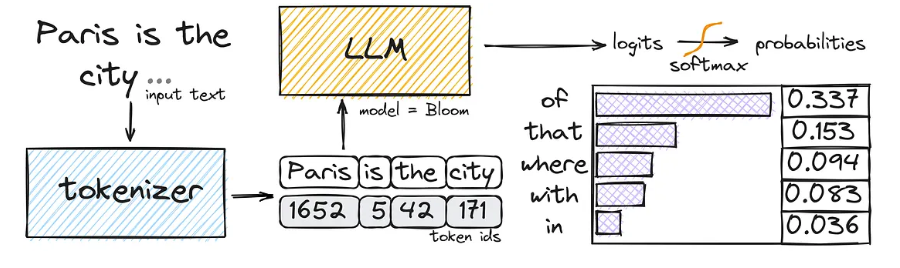 Paris is the
city ...
input text
tokenizer
LLM
model = Bloom
Paris is the city
1652 5 42 171
token ids
logits softmax probabilities
of 0.337
that 0.153
where 0.094
with 0.083
in 0.036